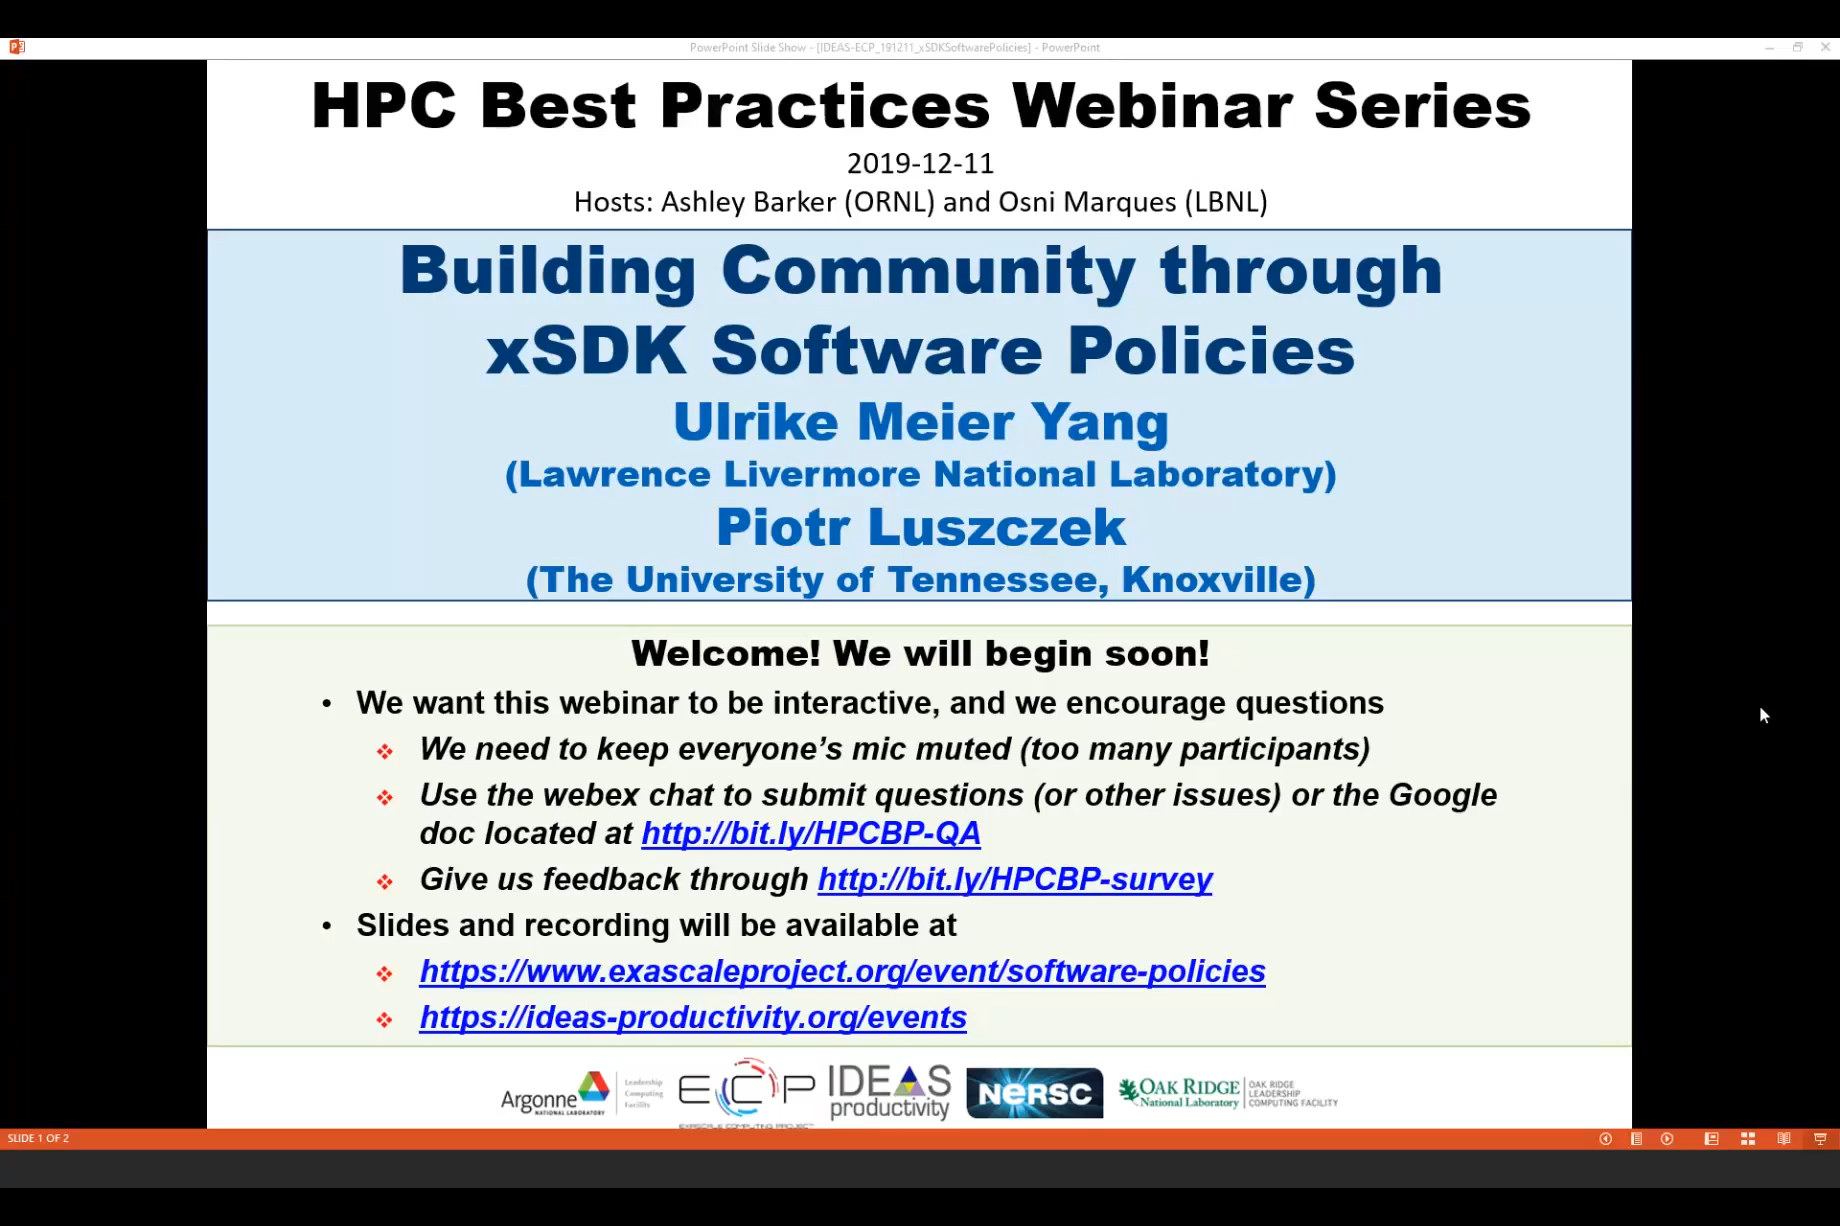 PowerPoint Slide Show - [IDEAS-ECP_191211_xSDKSoftwarePolicies] - PowerPoint
HPC Best Practices Webinar Series
2019-12-11
Hosts: Ashley Barker (ORNL) and Osni Marques (LBNL)
Building Community through
xSDK Software Policies
Ulrike Meier Yang
(Lawrence Livermore National Laboratory)
Piotr Luszczek
(The University of Tennessee, Knoxville)
Welcome! We will begin soon!
• We want this webinar to be interactive, and we encourage questions
❖ We need to keep everyone’s mic muted (too many participants)
❖ Use the webex chat to submit questions (or other issues) or the Google
doc located at http://bit.ly/HPCBP-QA
❖ Give us feedback through http://bit.ly/HPCBP-survey
• Slides and recording will be available at
❖ https://www.exascaleproject.org/event/software-policies
❖ https://ideas-productivity.org/events
Argonne
NATIONAL LABORATORY
Leadership
Computing
Facility
ECP
EXASCALE COMPUTING PROJECT
IDEAS
productivity
NERSC
OAK RIDGE
National Laboratory
OAK RIDGE
LEADERSHIP
COMPUTING FACILITY
SLIDE 1 OF 2